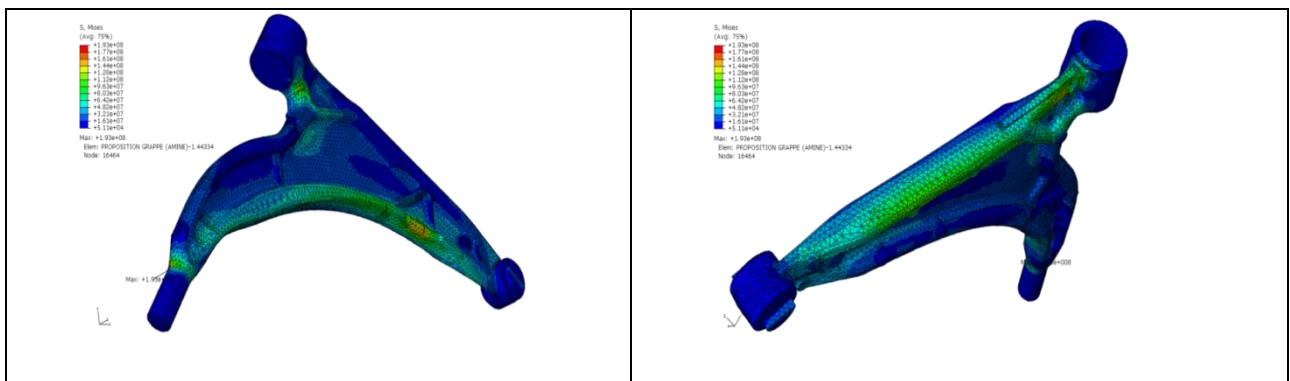 S, Mises
(Avg: 75%)
+1.93e+08
+1.77e+08
+1.61e+08
+1.44e+08
+1.28e+08
+1.12e+08
+9.63e+07
+8.03e+07
+6.42e+07
+4.82e+07
+3.21e+07
+1.61e+07
+5.11e+04
Max: +1.93e+08
Elem: PROPOSITION GRAPPE (AMINE)-1.44334
Node: 16464
Max: +1.93e
S, Mises
(Avg: 75%)
+1.93e+08
+1.77e+08
+1.61e+08
+1.44e+08
+1.28e+08
+1.12e+08
+9.63e+07
+8.03e+07
+6.42e+07
+4.82e+07
+3.21e+07
+1.61e+07
+5.11e+04
Max: +1.93e+08
Elem: PROPOSITION GRAPPE (AMINE)-1.44334
Node: 16464